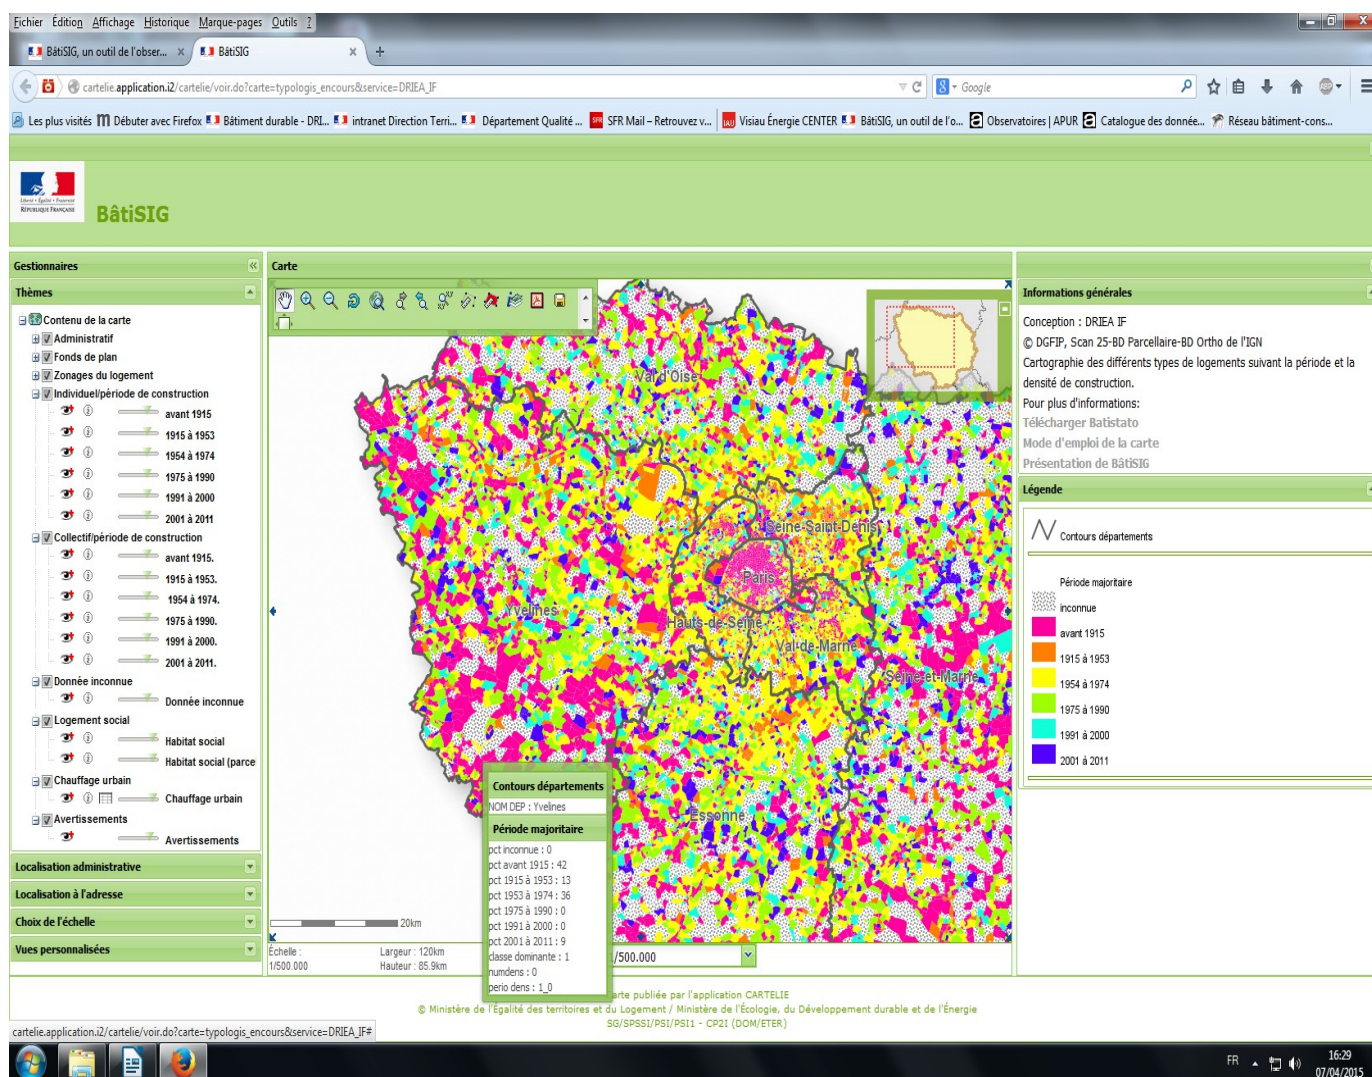 Fichier Édition Affichage Historique Marque-pages Outils ?
BâtiSIG, un outil de l'obser... × BâtiSIG × +
cartelie.application.i2/cartelie/voir.do?carte=typologis_encours&service=DRIEA_IF
Google
Les plus visités Débuter avec Firefox Bâtiment durable - DRI... intranet Direction Terri... Département Qualité ... SFR Mail – Retrouvez v... Visiau Énergie CENTER BâtiSIG, un outil de l'o... Observatoires | APUR Catalogue des donnée... Réseau bâtiment-cons...
Liberté • Égalité • Fraternité
RÉPUBLIQUE FRANÇAISE
BâtiSIG
Gestionnaires
Thèmes
Contenu de la carte
Administratif
Fonds de plan
Zonages du logement
Individuel/période de construction
avant 1915
1915 à 1953
1954 à 1974
1975 à 1990
1991 à 2000
2001 à 2011
Collectif/période de construction
avant 1915.
1915 à 1953.
1954 à 1974.
1975 à 1990.
1991 à 2000.
2001 à 2011.
Donnée inconnue
Donnée inconnue
Logement social
Habitat social
Habitat social (parce
Chauffage urbain
Chauffage urbain
Avertissements
Avertissements
Localisation administrative
Localisation à l'adresse
Choix de l'échelle
Vues personnalisées
Carte
Val d'Oise
Seine-Saint-Denis
Paris
Yvelines
Hauts-de-Seine
Val-de-Marne
Seine-et-Marne
Essonne
Contours départements
NOM DEP : Yvelines
Période majoritaire
pct inconnue : 0
pct avant 1915 : 42
pct 1915 à 1953 : 13
pct 1953 à 1974 : 36
pct 1975 à 1990 : 0
pct 1991 à 2000 : 0
pct 2001 à 2011 : 9
classe dominante : 1
numdens : 0
perio dens : 1_0
20km
Échelle :
1/500.000
Largeur : 120km
Hauteur : 85.9km
1/500.000
Informations générales
Conception : DRIEA IF
© DGFIP, Scan 25-BD Parcellaire-BD Ortho de l'IGN
Cartographie des différents types de logements suivant la période et la
densité de construction.
Pour plus d'informations:
Télécharger Batistato
Mode d'emploi de la carte
Présentation de BâtiSIG
Légende
Contours départements
Période majoritaire
inconnue
avant 1915
1915 à 1953
1954 à 1974
1975 à 1990
1991 à 2000
2001 à 2011
arte publiée par l'application CARTELIE
© Ministère de l'Égalité des territoires et du Logement / Ministère de l'Écologie, du Développement durable et de l'Énergie
SG/SPSSI/PSI/PSI1 - CP2I (DOM/ETER)
cartelie.application.i2/cartelie/voir.do?carte=typologis_encours&service=DRIEA_IF#
FR
16:29
07/04/2015